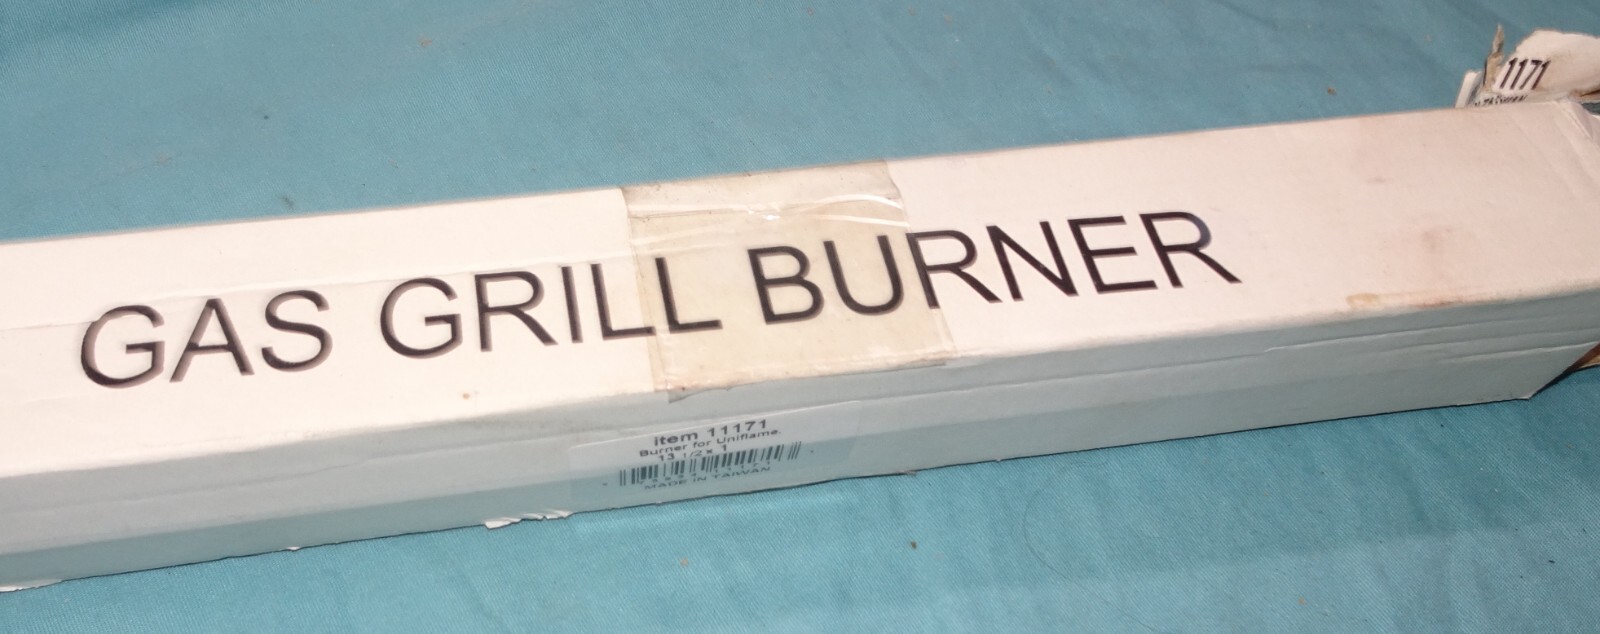 1171
GAS GRILL BURNER
item 11171
Burner for Uniflame.
13 1/2 x 1
MADE IN TAIWAN